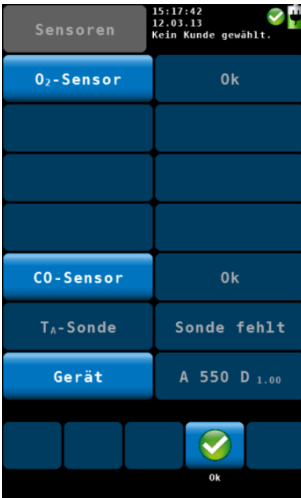 Sensoren
15:17:42
12.03.13
Kein Kunde gewählt.
O₂-Sensor Ok
CO-Sensor Ok
Tᴀ-Sonde Sonde fehlt
Gerät A 550 D 1.00
Ok